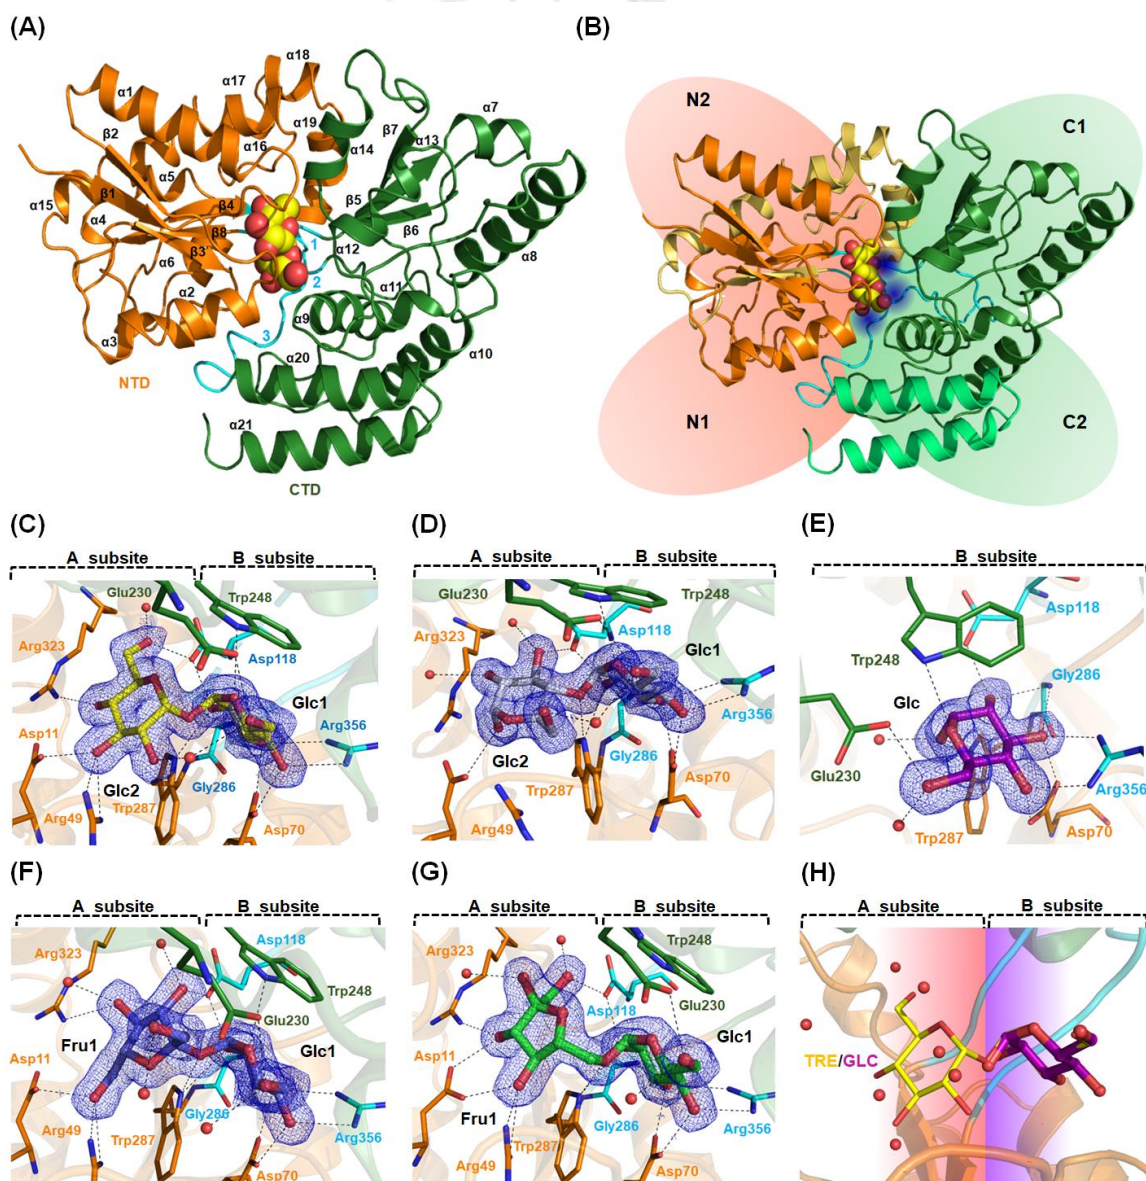 (A)
α18
α17
α1
α7
α19
β7
α13
β2
α16
α14
α5
β1
β4
β5
α15
α4
β8
β6
1
α12
α8
β3'
α6
2
α11
α2
α9
3
α3
α20
α10
NTD
α21
CTD
(B)
N2
C1
N1
C2
(C)
A subsite
B subsite
Glu230
Trp248
Arg323
Asp118
Glc1
Asp11
Arg356
Glc2
Gly286
Trp287
Arg49
Asp70
(D)
A subsite
B subsite
Glu230
Trp248
Arg323
Asp118
Glc1
Arg356
Gly286
Glc2
Asp70
Trp287
Arg49
(E)
B subsite
Asp118
Trp248
Gly286
Glc
Glu230
Arg356
Trp287
Asp70
(F)
A subsite
B subsite
Asp118
Arg323
Trp248
Glu230
Fru1
Glc1
Asp11
Gly286
Arg49
Trp287
Arg356
Asp70
(G)
A subsite
B subsite
Arg323
Trp248
Glu230
Asp118
Glc1
Asp11
Fru1
Gly286
Arg356
Trp287
Arg49
Asp70
(H)
A subsite
B subsite
TRE/GLC